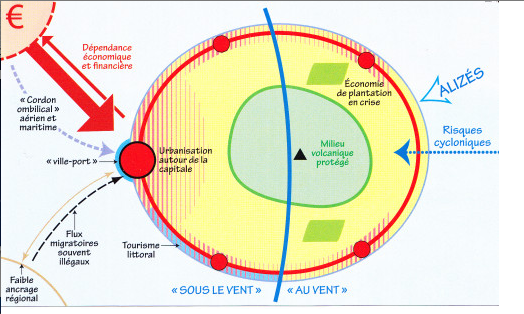 €
Dépendance
économique
et financière
« Cordon
ombilical »
aérien et
maritime
Économie
de plantation
en crise
ALIZÉS
Risques
cycloniques
« ville-port »
Urbanisation
autour de la
capitale
Milieu
volcanique
protégé
Flux
migratoires
souvent
illégaux
Tourisme
littoral
Faible
ancrage
régional
« SOUS LE VENT »
« AU VENT »